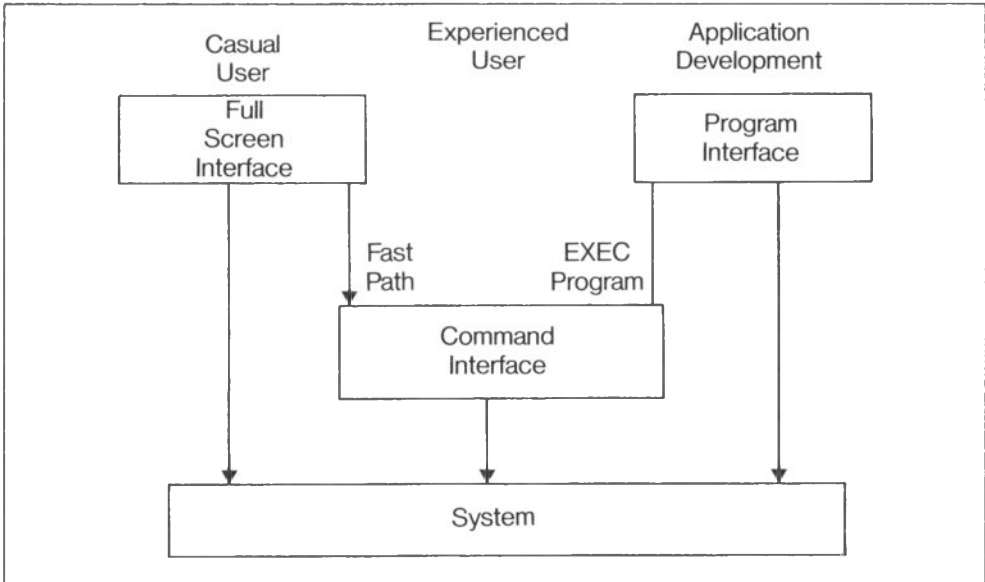 Casual
User
Experienced
User
Application
Development
Full
Screen
Interface
Program
Interface
Fast
Path
EXEC
Program
Command
Interface
System